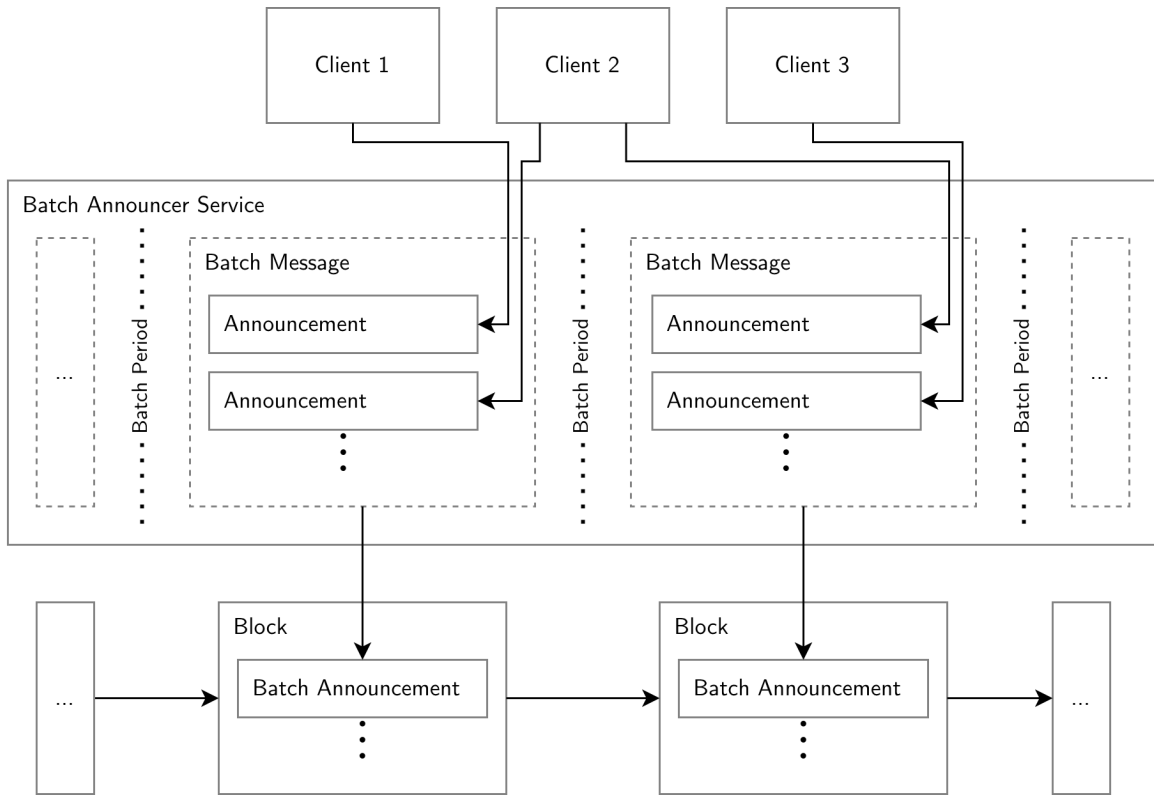 Client 1
Client 2
Client 3
Batch Announcer Service
Batch Message
Batch Message
Announcement
Announcement
...
Batch Period
Batch Period
Batch Period
...
Announcement
Announcement
Block
Block
Batch Announcement
Batch Announcement
...
...